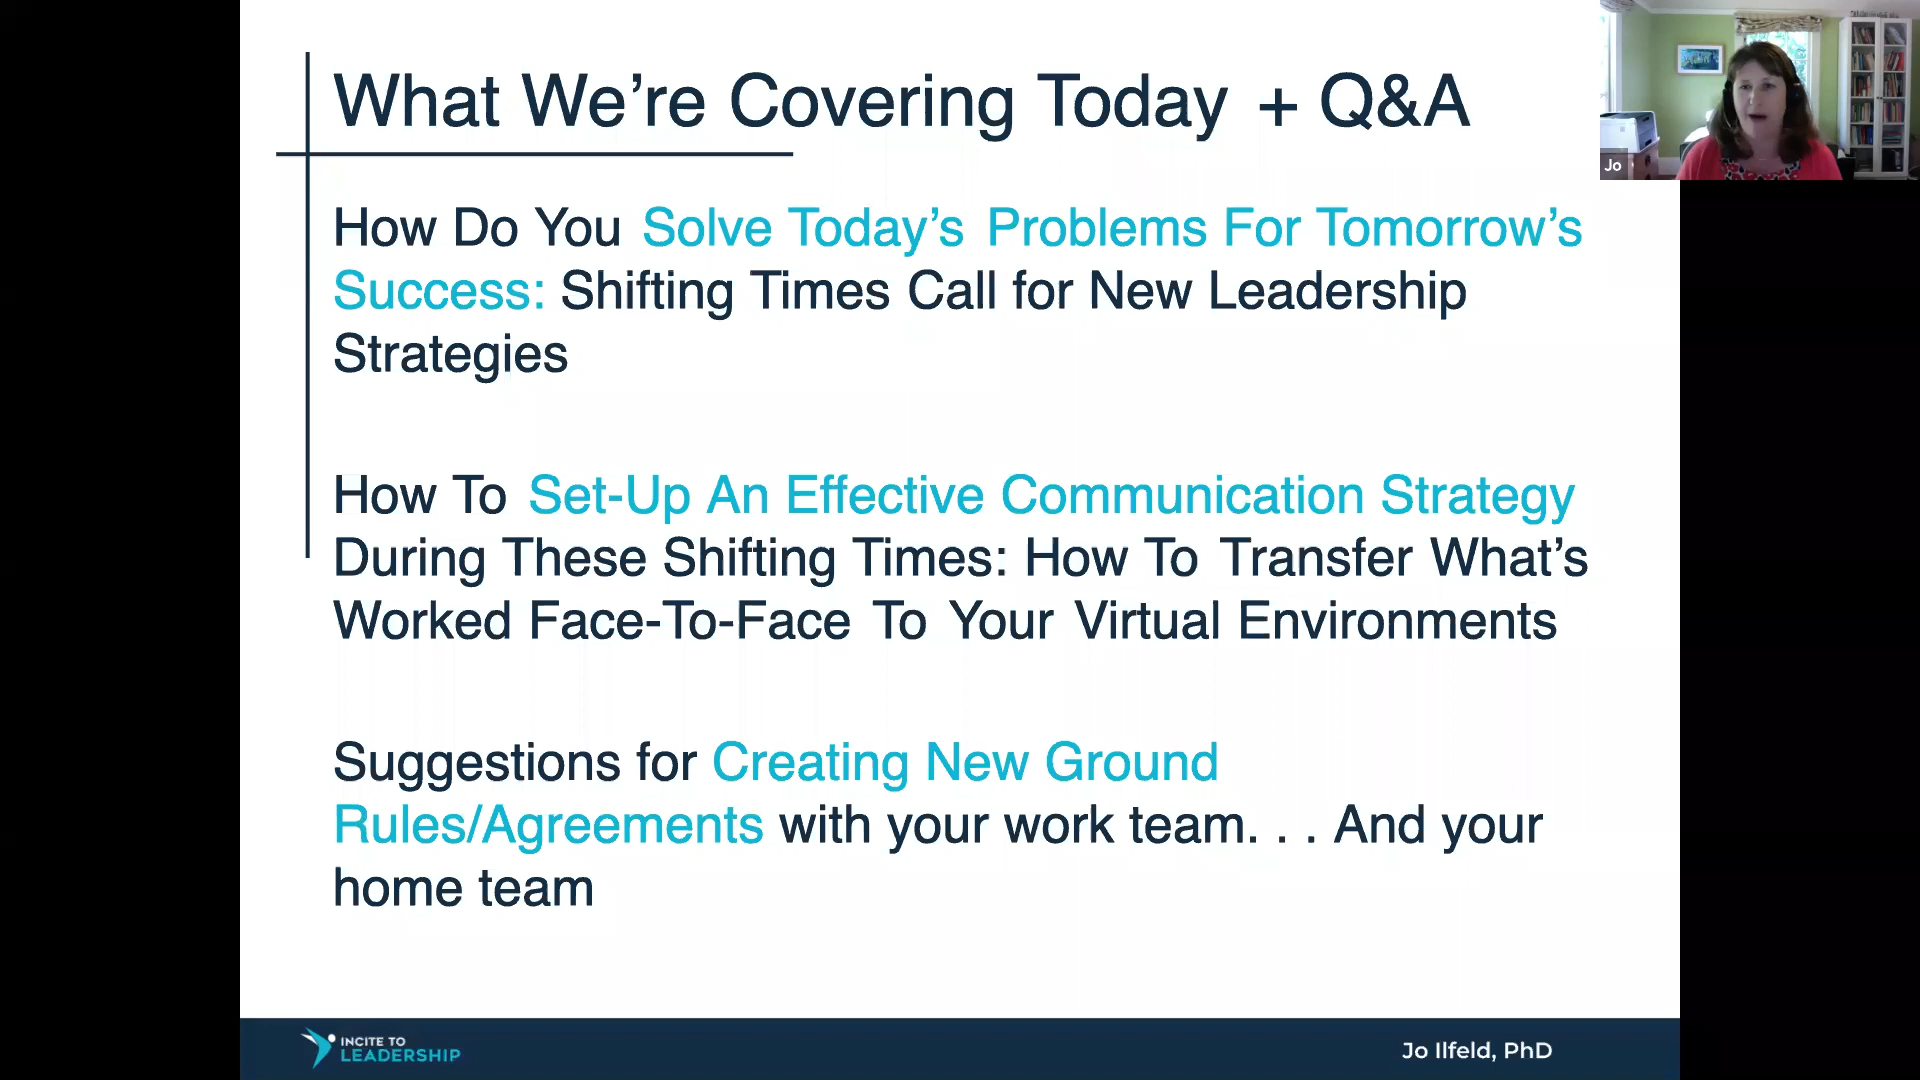 What We’re Covering Today + Q&A
How Do You Solve Today’s Problems For Tomorrow’s
Success: Shifting Times Call for New Leadership
Strategies
How To Set-Up An Effective Communication Strategy
During These Shifting Times: How To Transfer What’s
Worked Face-To-Face To Your Virtual Environments
Suggestions for Creating New Ground
Rules/Agreements with your work team. . . And your
home team
Jo
INCITE TO
LEADERSHIP
Jo Ilfeld, PhD